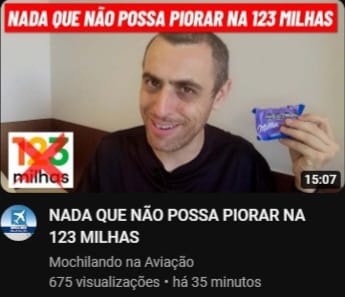 NADA QUE NÃO POSSA PIORAR NA 123 MILHAS
Milka
123
milhas
15:07
NADA QUE NÃO POSSA PIORAR NA
123 MILHAS
Mochilando na Aviação
675 visualizações • há 35 minutos